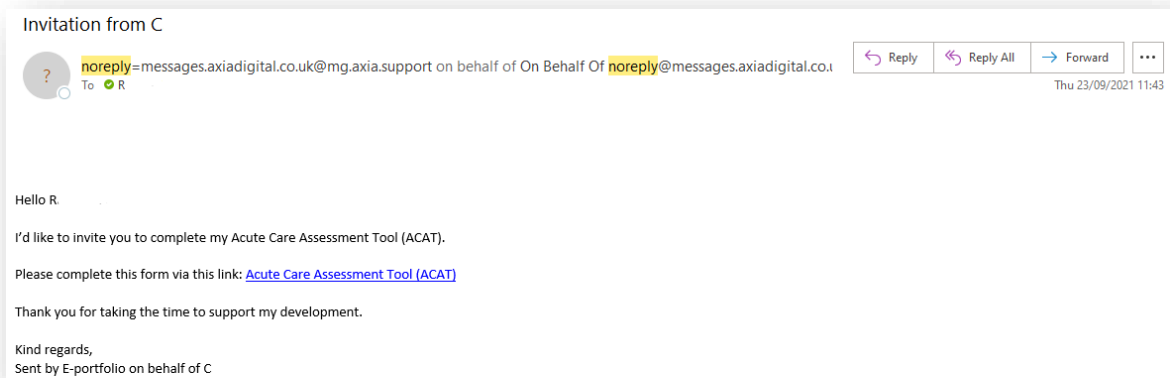 Invitation from C
?
noreply=messages.axiadigital.co.uk@mg.axia.support on behalf of On Behalf Of noreply@messages.axiadigital.co.u
To R
Reply
Reply All
Forward
...
Thu 23/09/2021 11:43
Hello R
I'd like to invite you to complete my Acute Care Assessment Tool (ACAT).
Please complete this form via this link: Acute Care Assessment Tool (ACAT)
Thank you for taking the time to support my development.
Kind regards,
Sent by E-portfolio on behalf of C